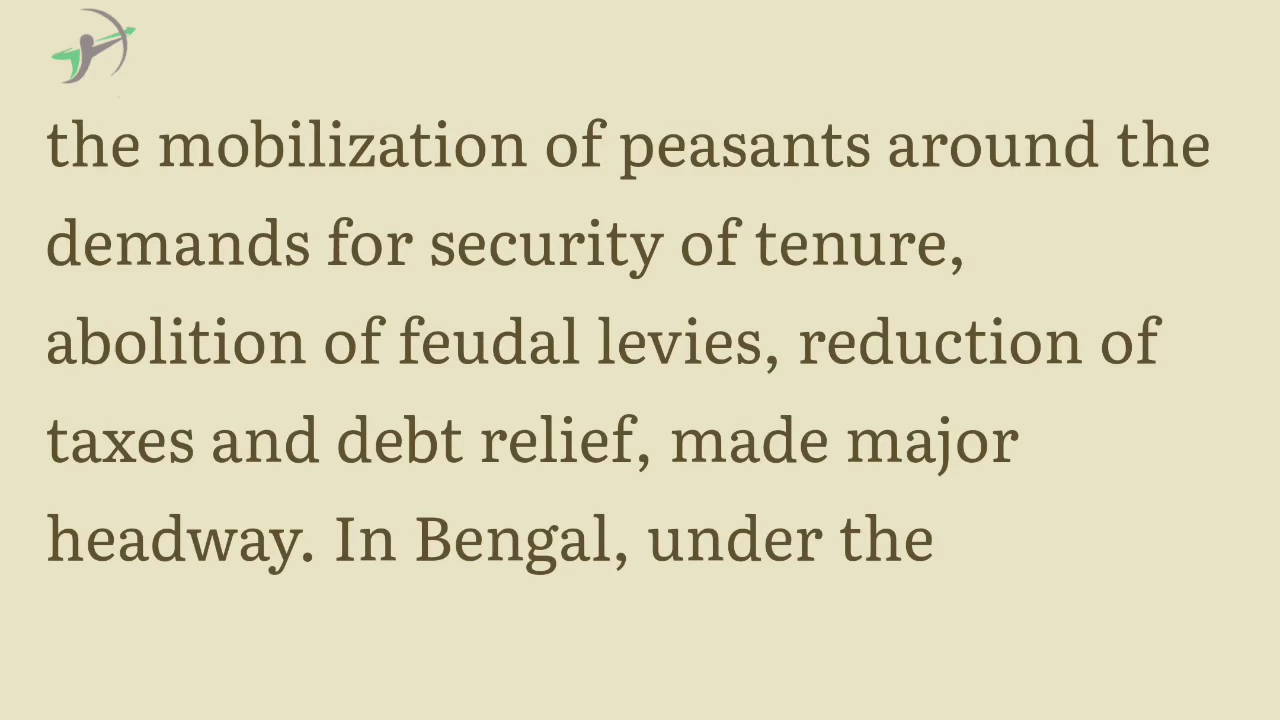 the mobilization of peasants around the
demands for security of tenure,
abolition of feudal levies, reduction of
taxes and debt relief, made major
headway. In Bengal, under the